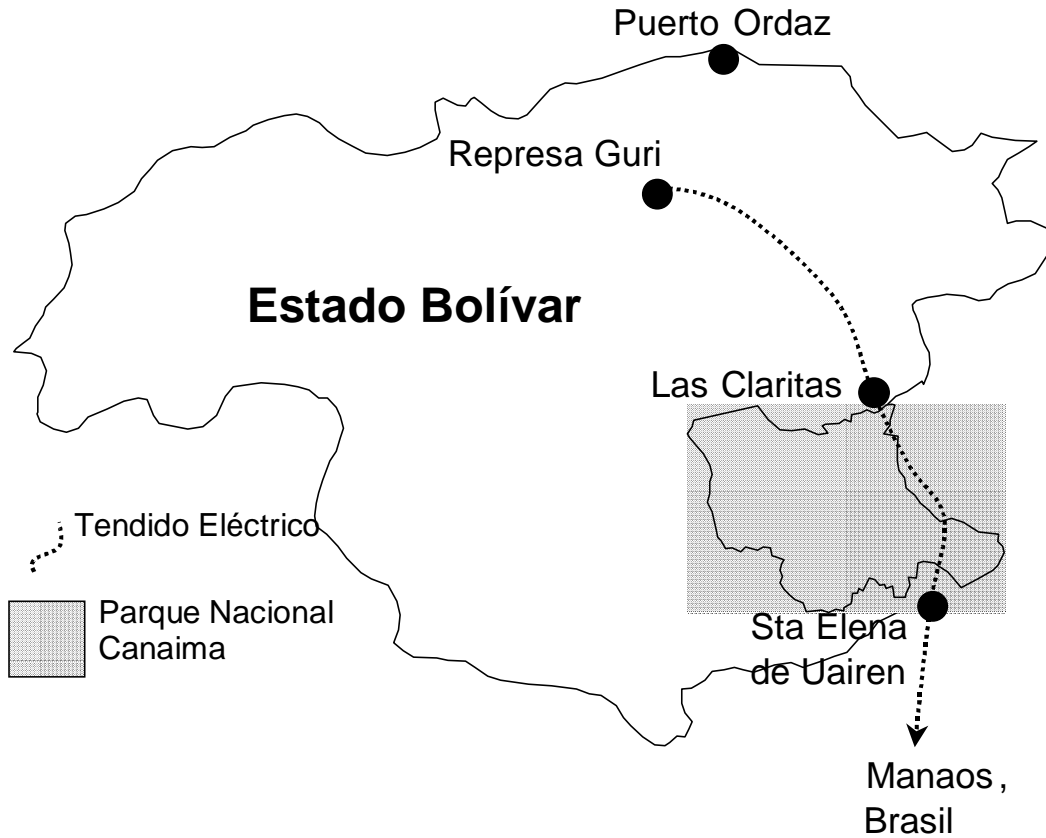 Puerto Ordaz
Represa Guri
Estado Bolívar
Las Claritas
Tendido Eléctrico
Parque Nacional
Canaima
Sta Elena
de Uairen
Manaos,
Brasil